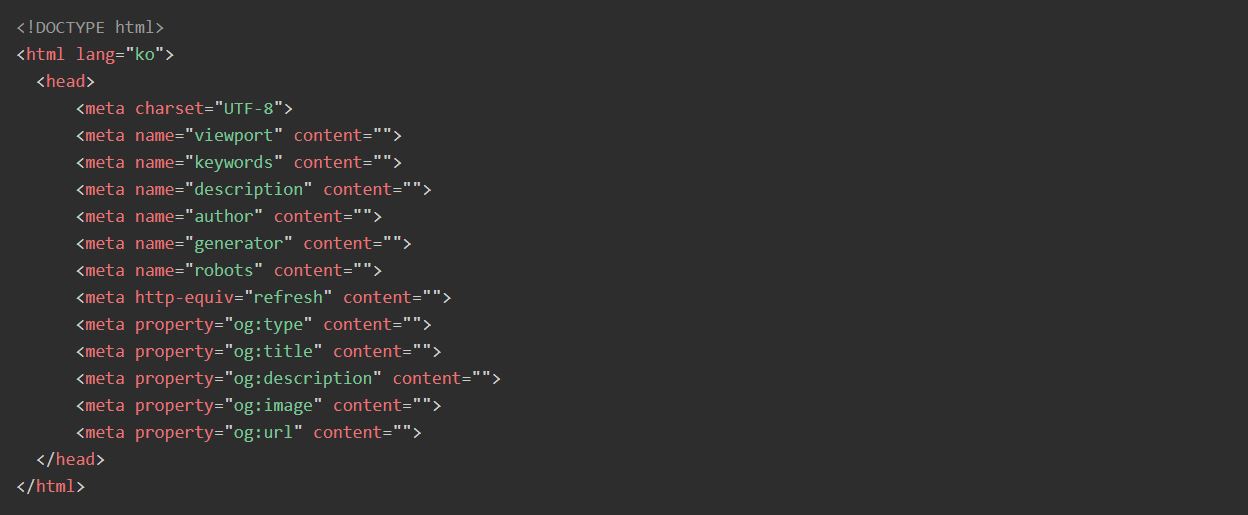 <!DOCTYPE html>
<html lang="ko">
  <head>
      <meta charset="UTF-8">
      <meta name="viewport" content="">
      <meta name="keywords" content="">
      <meta name="description" content="">
      <meta name="author" content="">
      <meta name="generator" content="">
      <meta name="robots" content="">
      <meta http-equiv="refresh" content="">
      <meta property="og:type" content="">
      <meta property="og:title" content="">
      <meta property="og:description" content="">
      <meta property="og:image" content="">
      <meta property="og:url" content="">
  </head>
</html>